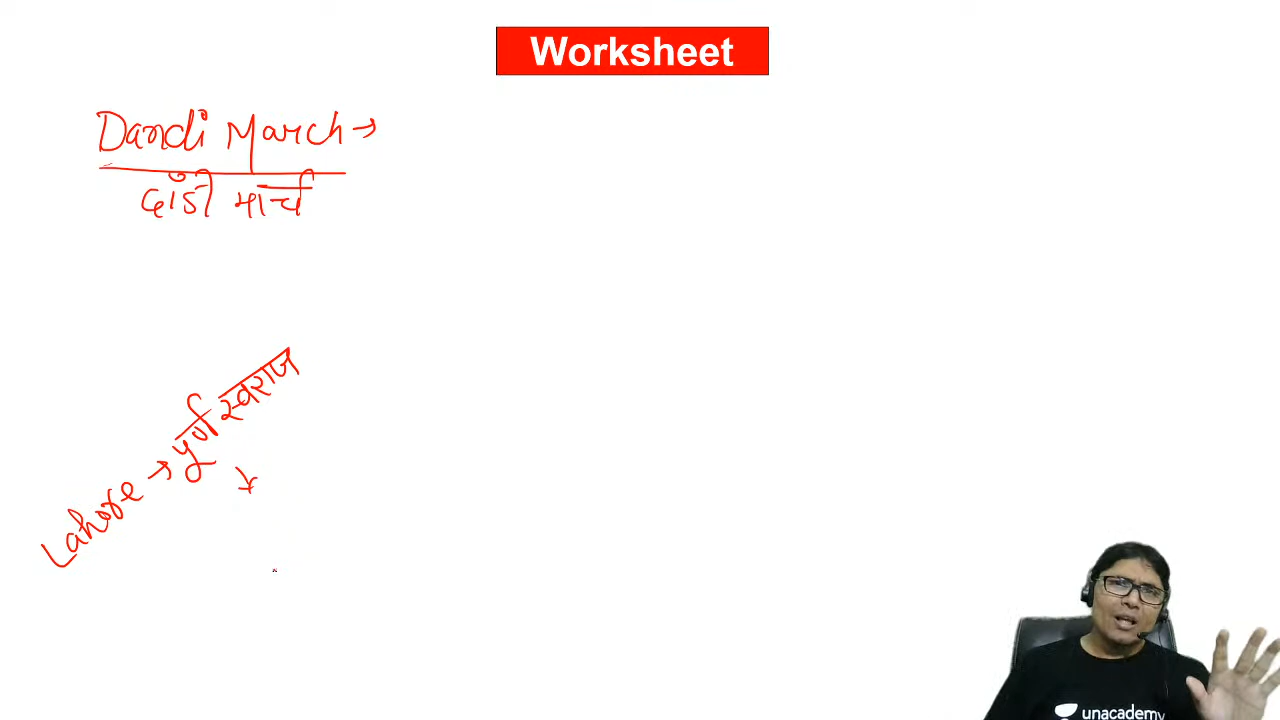 Worksheet
Dandi March →
दांडी मार्च
Lahore → पूर्ण स्वराज
↓
unacademy